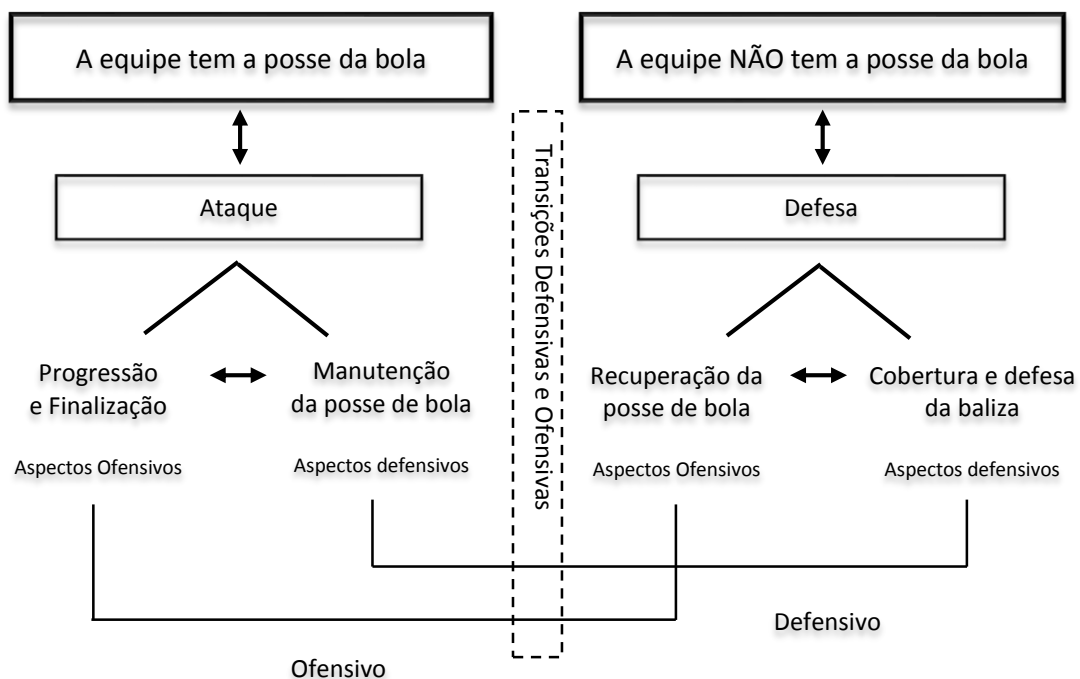 A equipe tem a posse da bola
A equipe NÃO tem a posse da bola
Ataque
Defesa
Transições Defensivas e Ofensivas
Progressão
e Finalização
Manutenção
da posse de bola
Recuperação da
posse de bola
Cobertura e defesa
da baliza
Aspectos Ofensivos
Aspectos defensivos
Aspectos Ofensivos
Aspectos defensivos
Defensivo
Ofensivo